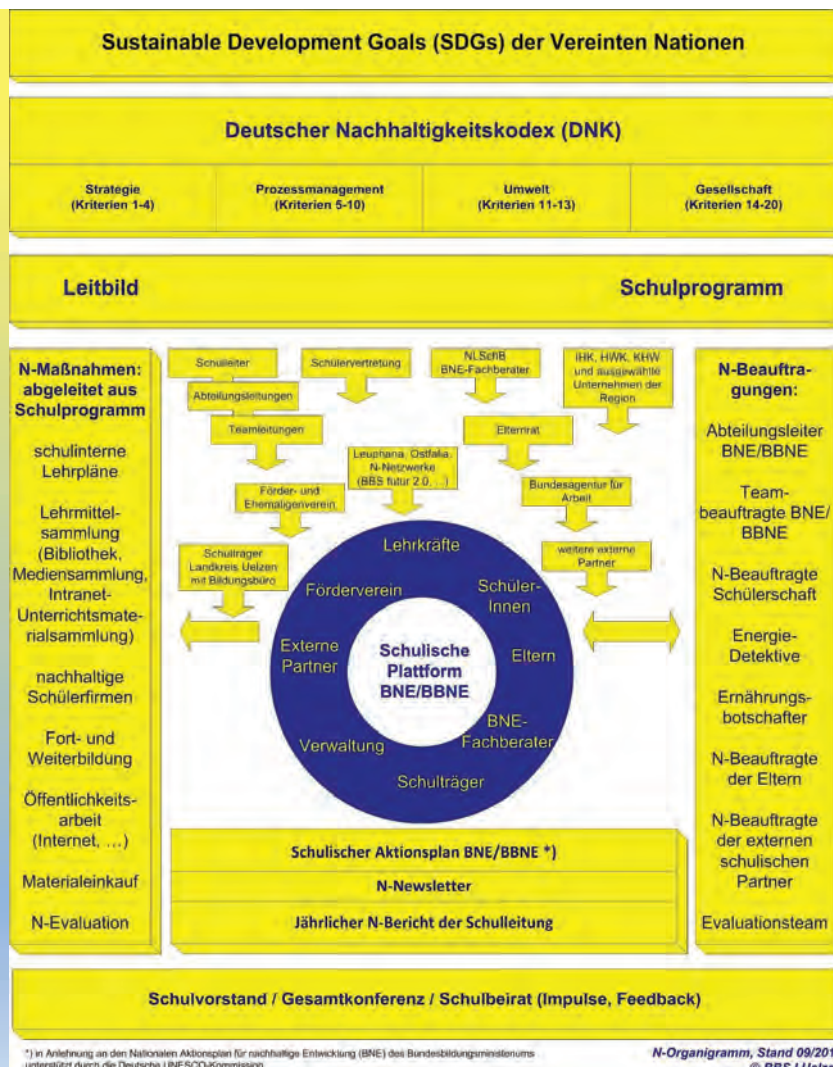 Sustainable Development Goals (SDGs) der Vereinten Nationen
Deutscher Nachhaltigkeitskodex (DNK)
Strategie
(Kriterien 1-4)
Prozessmanagement
(Kriterien 5-10)
Umwelt
(Kriterien 11-13)
Gesellschaft
(Kriterien 14-20)
Leitbild
Schulprogramm
N-Maßnahmen:
abgeleitet aus
Schulprogramm
schulinterne
Lehrpläne
Lehrmittel-
sammlung
(Bibliothek,
Mediensammlung,
Intranet-
Unterrichtsmate-
rialsammlung)
nachhaltige
Schülerfirmen
Fort- und
Weiterbildung
Öffentlichkeits-
arbeit
(Internet, …)
Materialeinkauf
N-Evaluation
Schulleiter
Abteilungsleitungen
Teamleitungen
Schülervertretung
NLSchB
BNE-Fachberater
IHK, HWK, KHW
und ausgewählte
Unternehmen der
Region
Elternrat
Leuphana, Ostfalia,
N-Netzwerke
(BBS futur 2.0, …)
Förder- und
Ehemaligenverein
Bundesagentur für
Arbeit
Schulträger
Landkreis Uelzen
mit Bildungsbüro
weitere externe
Partner
Lehrkräfte
Schüler-
Innen
Eltern
BNE-
Fachberater
Schulträger
Verwaltung
Externe
Partner
Förderverein
Schulische
Plattform
BNE/BBNE
Schulischer Aktionsplan BNE/BBNE *)
N-Newsletter
Jährlicher N-Bericht der Schulleitung
N-Beauftra-
gungen:
Abteilungsleiter
BNE/BBNE
Team-
beauftragte BNE/
BBNE
N-Beauftragte
Schülerschaft
Energie-
Detektive
Ernährungs-
botschafter
N-Beauftragte
der Eltern
N-Beauftragte
der externen
schulischen
Partner
Evaluationsteam
Schulvorstand / Gesamtkonferenz / Schulbeirat (Impulse, Feedback)
*) in Anlehnung an den Nationalen Aktionsplan für nachhaltige Entwicklung (BNE) des Bundesbildungsministeriums
unterstützt durch die Deutsche UNESCO-Kommission
N-Organigramm, Stand 09/201
© BBS I